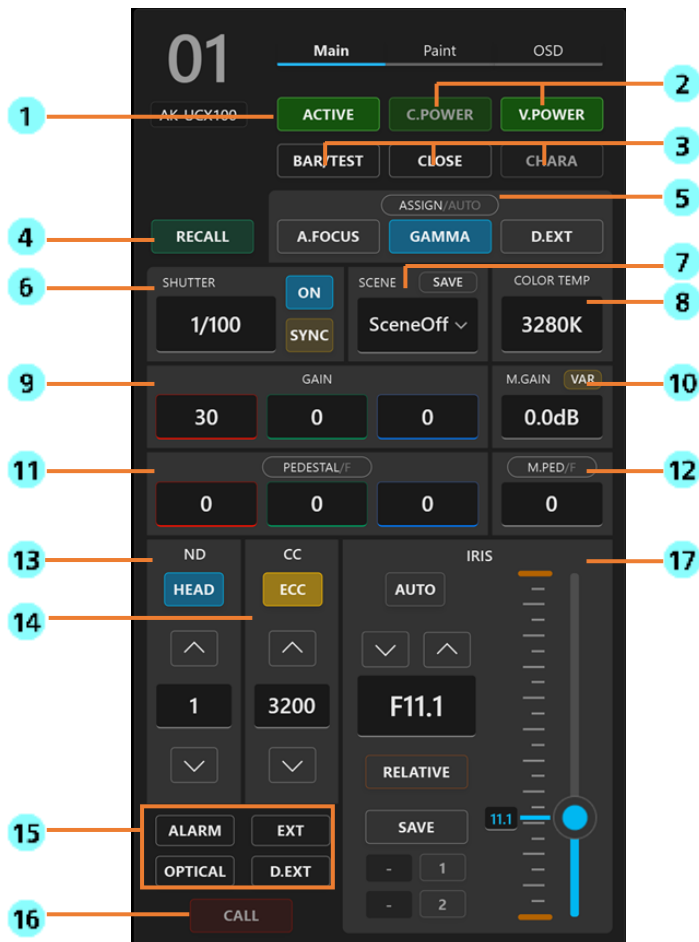 01
Main Paint OSD
2
1
AK-UCX100 ACTIVE C.POWER V.POWER
3
BAR/TEST CLOSE CHARA
5
ASSIGN/AUTO
4
RECALL A.FOCUS GAMMA D.EXT
7
6
SHUTTER ON SCENE SAVE COLOR TEMP
8
1/100 SYNC SceneOff 3280K
9
GAIN M.GAIN VAR
10
30 0 0 0.0dB
11
PEDESTAL/F M.PED/F
12
0 0 0 0
13
ND CC IRIS
17
HEAD ECC AUTO
14
1 3200 F11.1
RELATIVE
15
ALARM EXT SAVE 11.1
OPTICAL D.EXT - 1
16
CALL - 2